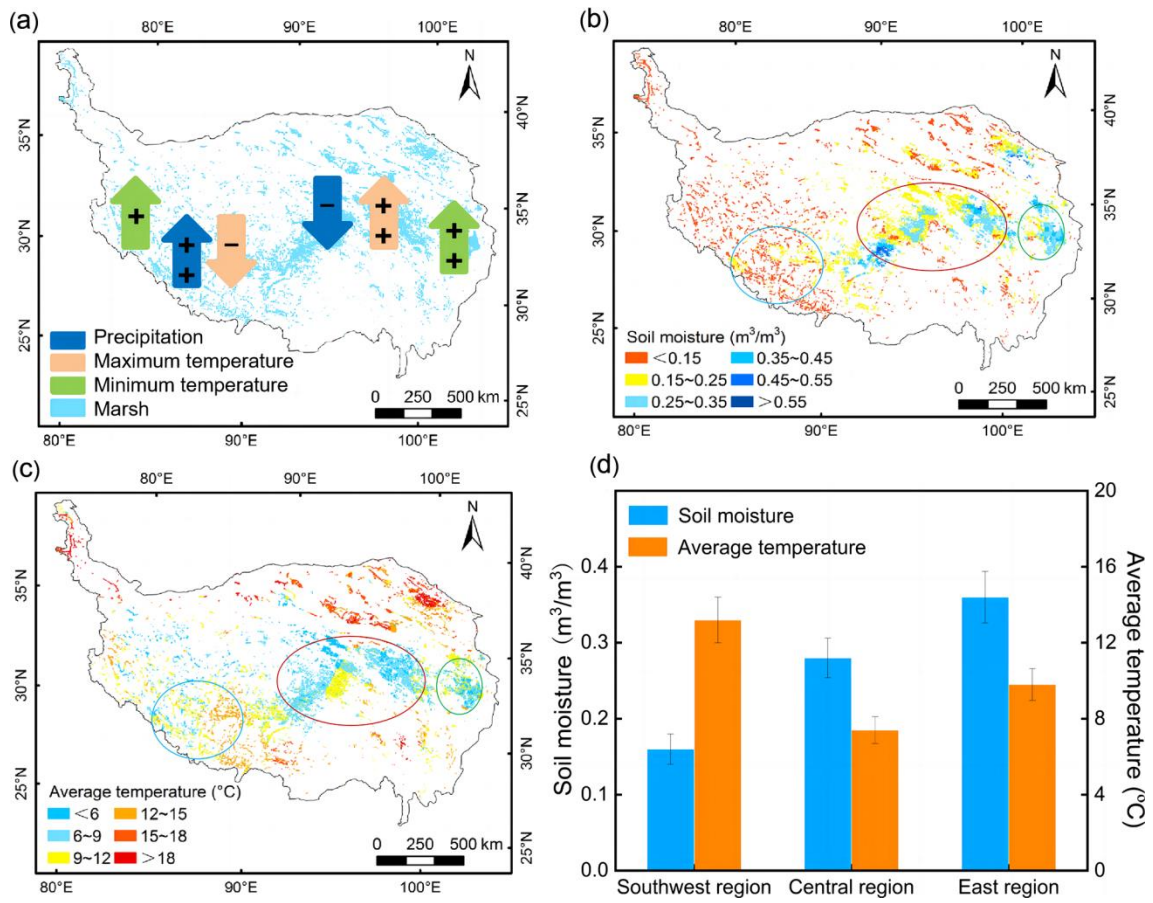 (a)
80°E 90°E 100°E
N
40°N
35°N
35°N
30°N
30°N
25°N
25°N
+
+
+
−
−
+
+
+
+
Precipitation
Maximum temperature
Minimum temperature
Marsh
0 250 500 km
80°E 90°E 100°E
(b)
80°E 90°E 100°E
N
40°N
35°N
35°N
30°N
30°N
25°N
25°N
Soil moisture (m³/m³)
<0.15 0.35~0.45
0.15~0.25 0.45~0.55
0.25~0.35 >0.55
0 250 500 km
80°E 90°E 100°E
(c)
80°E 90°E 100°E
N
40°N
35°N
35°N
30°N
30°N
25°N
25°N
Average temperature (°C)
<6 12~15
6~9 15~18
9~12 >18
0 250 500 km
80°E 90°E 100°E
(d)
Soil moisture
Average temperature
Soil moisture (m³/m³)
0.4
0.3
0.2
0.1
0.0
20
16
12
8
4
0
Average temperature (°C)
Southwest region Central region East region